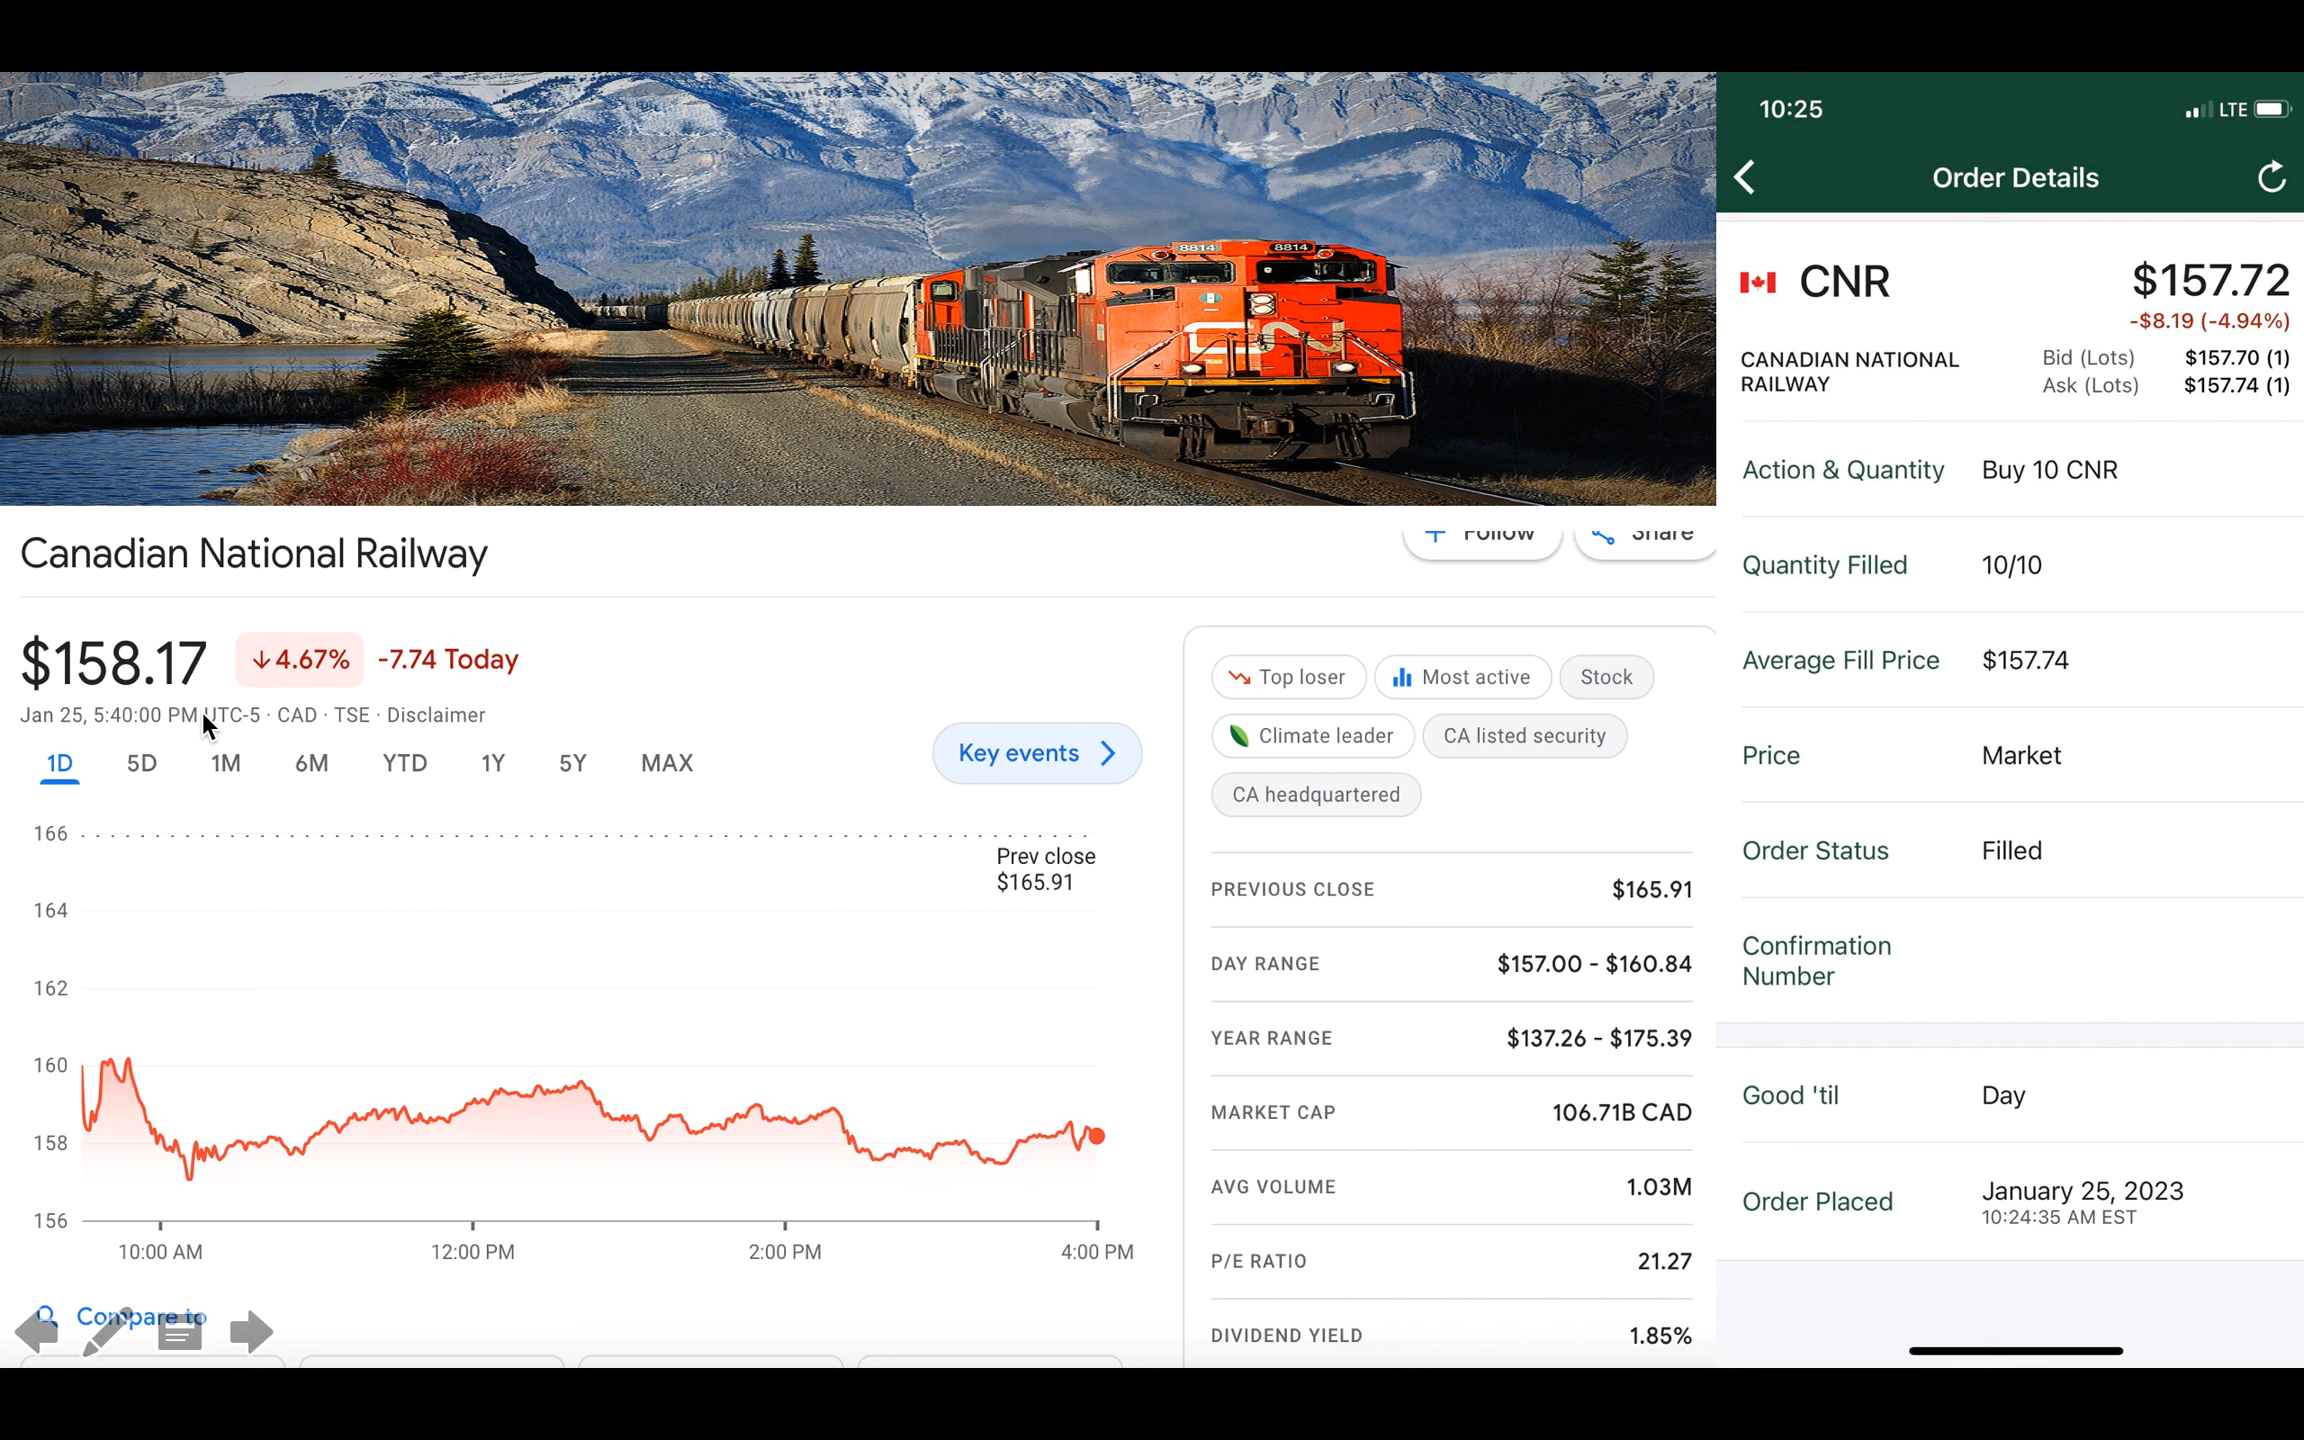 8814 8814
CN
Canadian National Railway
Follow
Share
$158.17 4.67% -7.74 Today
Jan 25, 5:40:00 PM UTC-5 · CAD · TSE · Disclaimer
1D 5D 1M 6M YTD 1Y 5Y MAX
Key events
166
164
162
160
158
156
Prev close
$165.91
10:00 AM 12:00 PM 2:00 PM 4:00 PM
Compare to
Top loser Most active Stock
Climate leader CA listed security
CA headquartered
PREVIOUS CLOSE $165.91
DAY RANGE $157.00 - $160.84
YEAR RANGE $137.26 - $175.39
MARKET CAP 106.71B CAD
AVG VOLUME 1.03M
P/E RATIO 21.27
DIVIDEND YIELD 1.85%
10:25 LTE
Order Details
CNR $157.72
-$8.19 (-4.94%)
CANADIAN NATIONAL
RAILWAY
Bid (Lots) $157.70 (1)
Ask (Lots) $157.74 (1)
Action & Quantity Buy 10 CNR
Quantity Filled 10/10
Average Fill Price $157.74
Price Market
Order Status Filled
Confirmation
Number
Good 'til Day
Order Placed January 25, 2023
10:24:35 AM EST